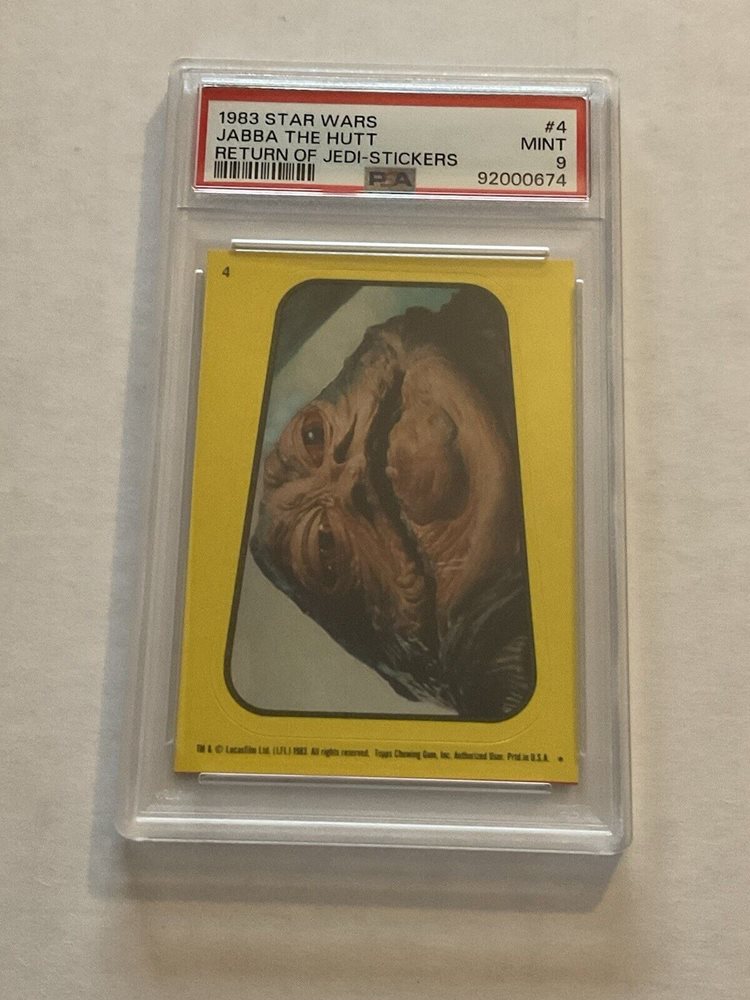 1983 STAR WARS #4
JABBA THE HUTT MINT
RETURN OF JEDI-STICKERS 9
PSA 92000674
4
TM & © Lucasfilm Ltd. (LFL) 1983. All rights reserved. Topps Chewing Gum, Inc. Authorized User. Prtd. in U.S.A. *